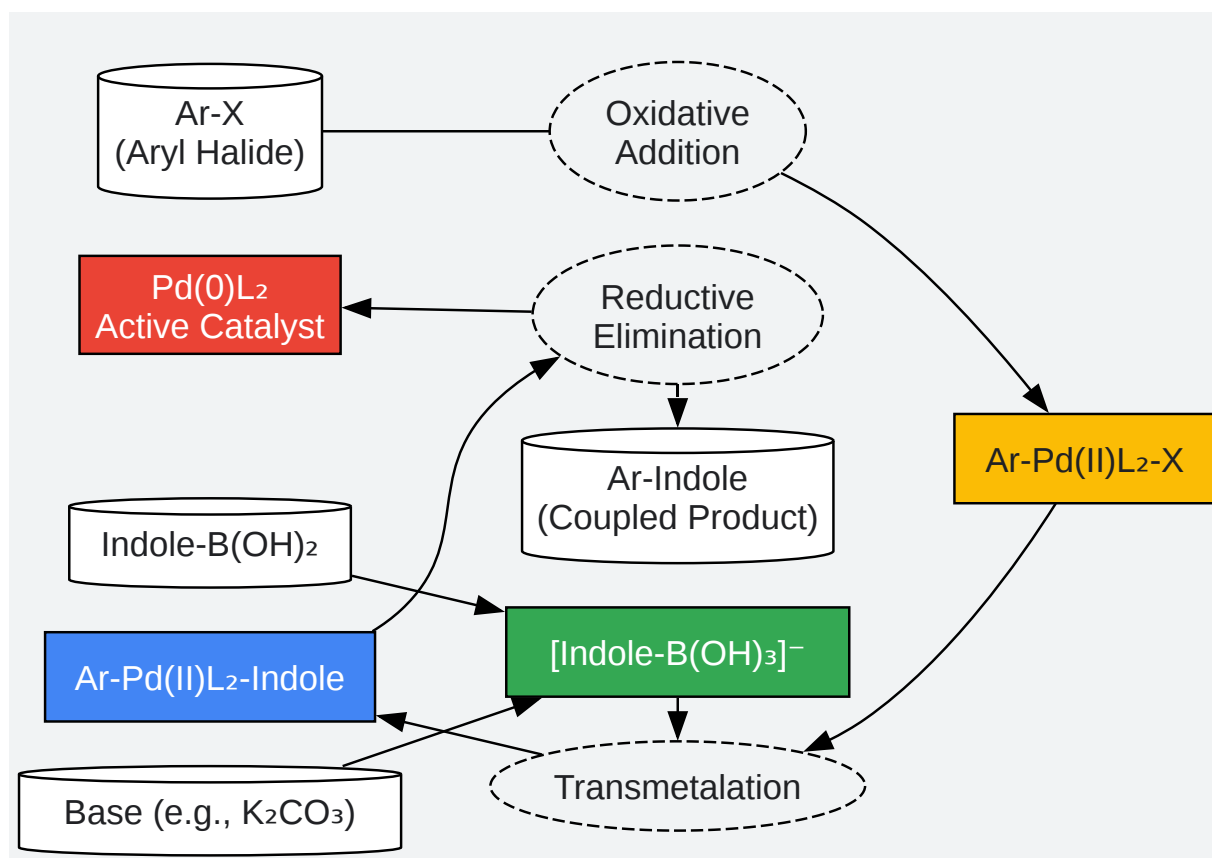 Ar-X
(Aryl Halide)
Oxidative
Addition
Pd(0)L₂
Active Catalyst
Reductive
Elimination
Ar-Pd(II)L₂-X
Ar-Indole
(Coupled Product)
Indole-B(OH)₂
[Indole-B(OH)₃]⁻
Ar-Pd(II)L₂-Indole
Transmetalation
Base (e.g., K₂CO₃)